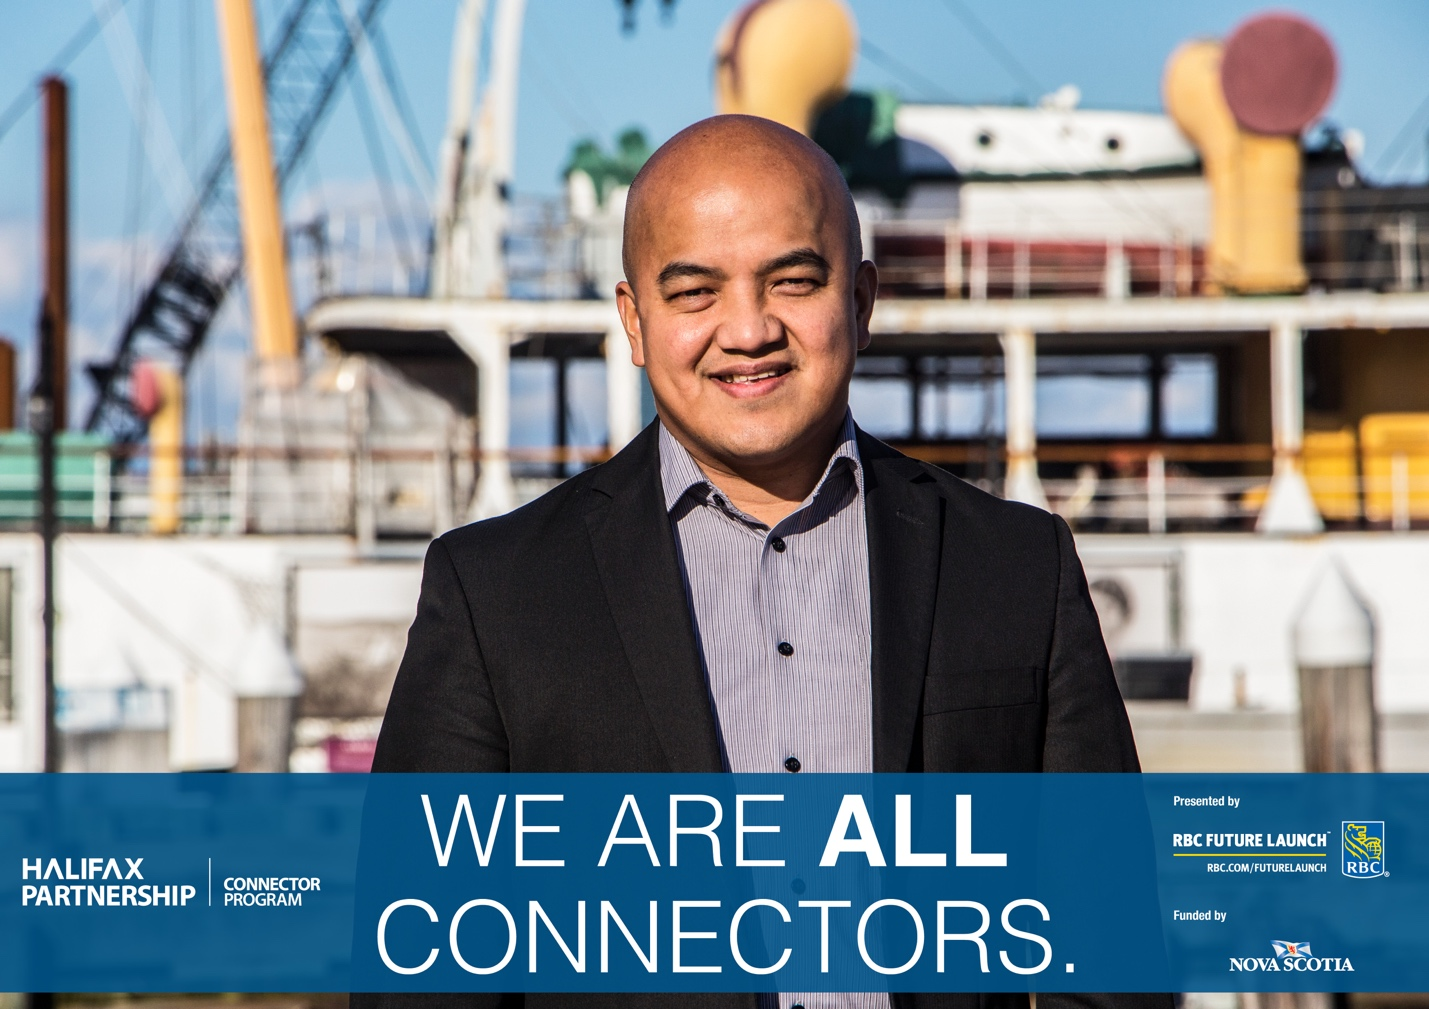 WE ARE ALL
CONNECTORS.
HALIFAX
PARTNERSHIP
CONNECTOR
PROGRAM
Presented by
RBC FUTURE LAUNCH™
RBC.COM/FUTURELAUNCH
RBC®
Funded by
NOVA SCOTIA